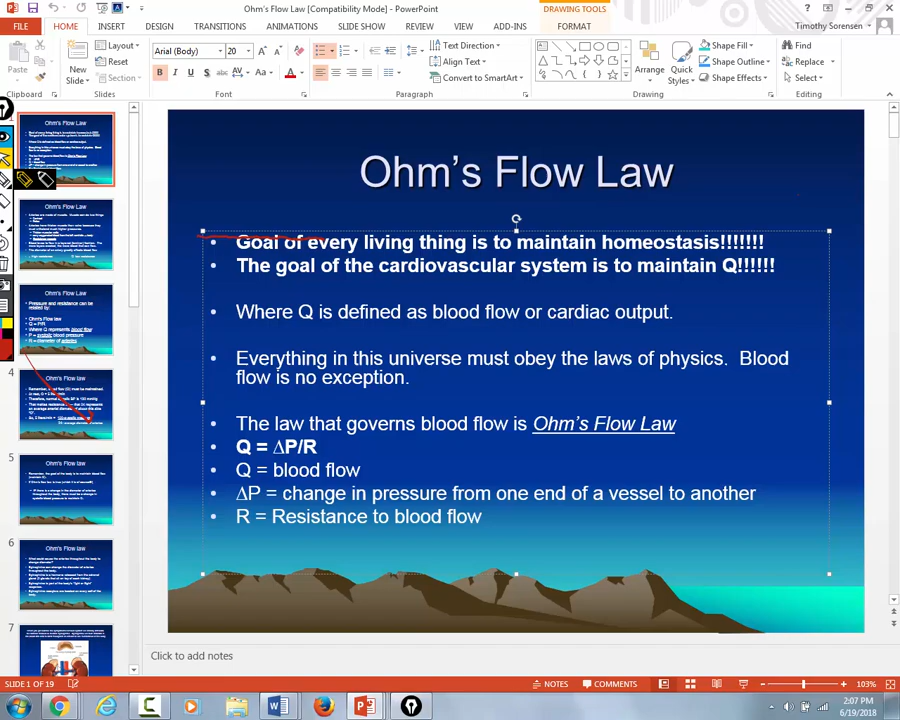 Ohm's Flow Law [Compatibility Mode] - PowerPoint
DRAWING TOOLS
FILE HOME INSERT DESIGN TRANSITIONS ANIMATIONS SLIDE SHOW REVIEW VIEW ADD-INS FORMAT
Timothy Sorensen
Paste
Clipboard
New Slide
Layout
Reset
Section
Slides
Arial (Body) 20
Font
Text Direction
Align Text
Convert to SmartArt
Paragraph
Arrange
Quick Styles
Shape Fill
Shape Outline
Shape Effects
Drawing
Find
Replace
Select
Editing
Ohm's Flow Law
• Goal of every living thing is to maintain homeostasis!!!!!!!
• The goal of the cardiovascular system is to maintain Q!!!!!!
• Where Q is defined as blood flow or cardiac output.
• Everything in this universe must obey the laws of physics. Blood
flow is no exception.
• The law that governs blood flow is Ohm's Flow Law
• Q = ∆P/R
• Q = blood flow
• ∆P = change in pressure from one end of a vessel to another
• R = Resistance to blood flow
4
5
6
7
Click to add notes
SLIDE 1 OF 19
NOTES
COMMENTS
103%
2:07 PM
6/19/2018